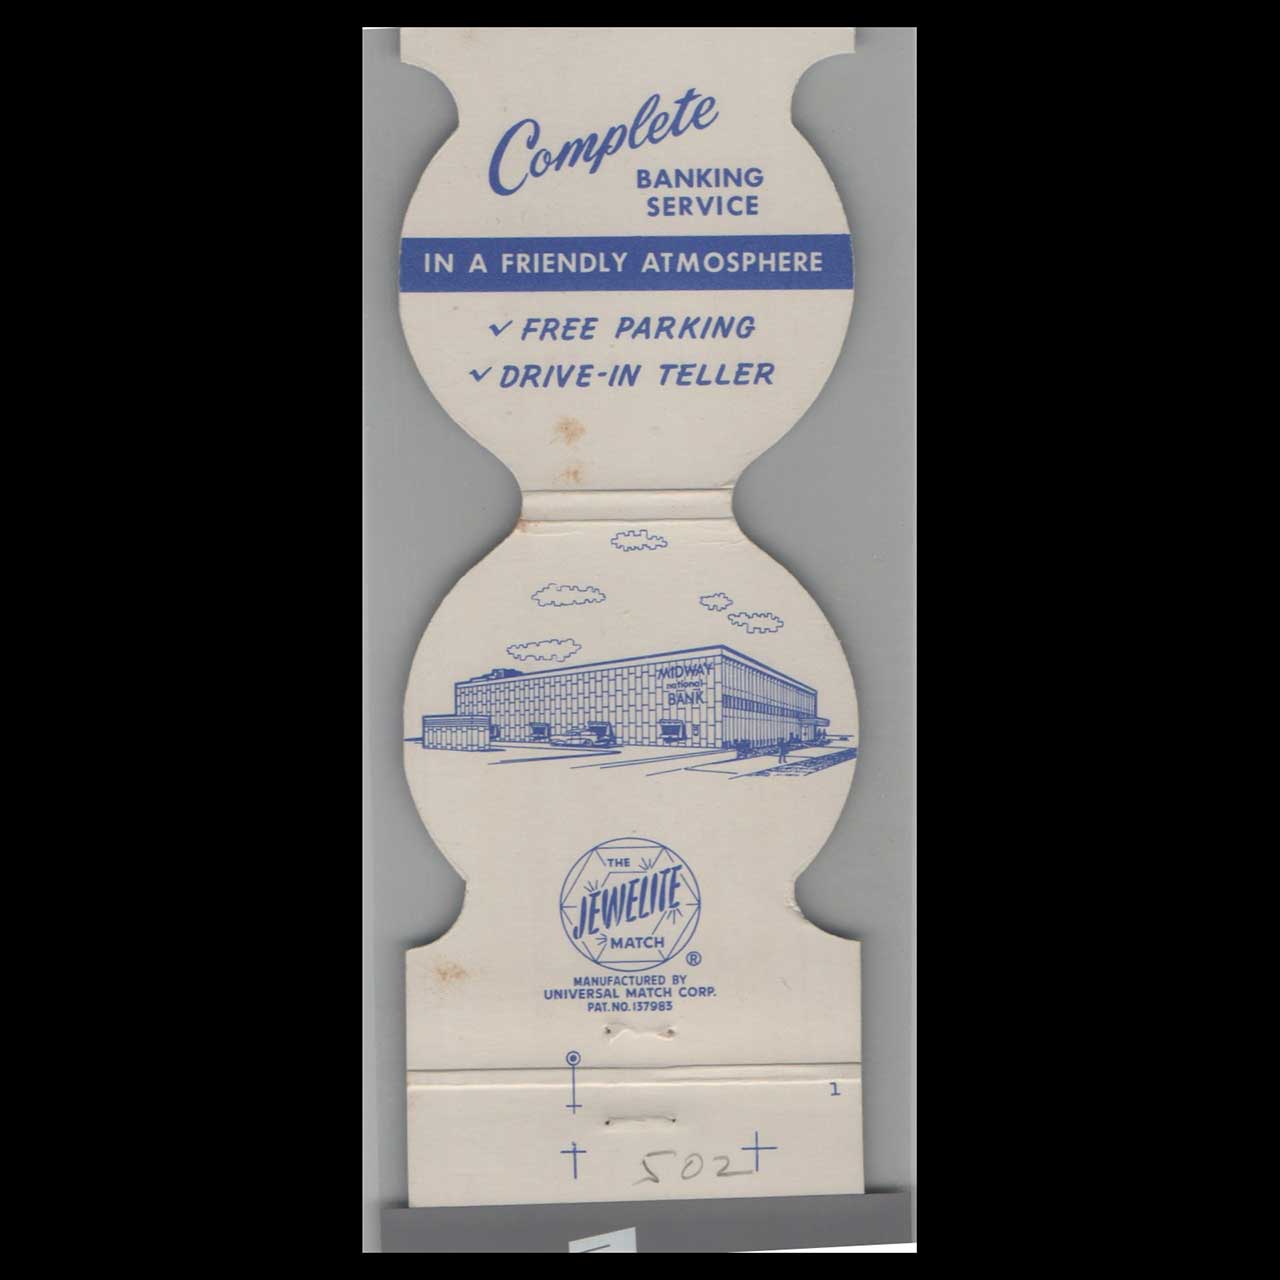 Complete
BANKING
SERVICE
IN A FRIENDLY ATMOSPHERE
✓ FREE PARKING
✓ DRIVE-IN TELLER
MIDWAY
national
BANK
THE
JEWELITE
MATCH
®
MANUFACTURED BY
UNIVERSAL MATCH CORP.
PAT. NO. 137983
1
502